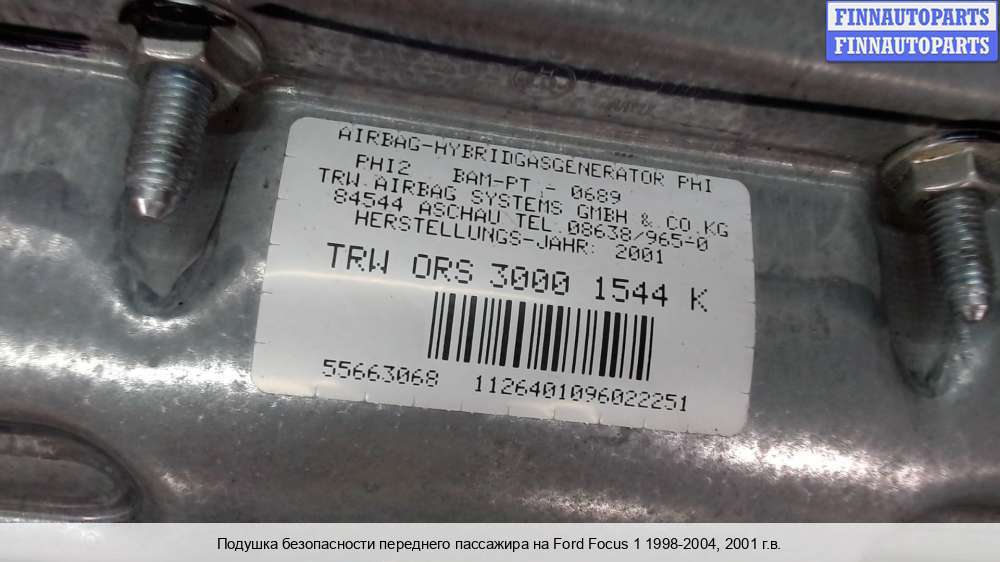 FINNAUTOPARTS
FINNAUTOPARTS
AIRBAG-HYBRIDGASGENERATOR PHI
PHI2 BAM-PT - 0689
TRW AIRBAG SYSTEMS GMBH & CO.KG
84544 ASCHAU TEL.08638/965-0
HERSTELLUNGS-JAHR: 2001
TRW ORS 3000 1544 K
55663068 1126401096022251
Подушка безопасности переднего пассажира на Ford Focus 1 1998-2004, 2001 г.в.